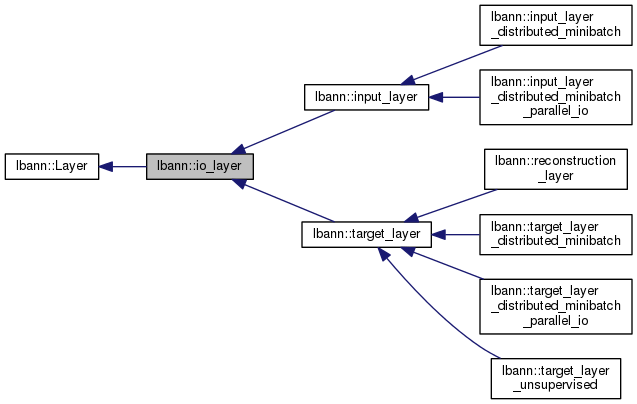 lbann::input_layer
_distributed_minibatch
lbann::input_layer
lbann::input_layer
_distributed_minibatch
_parallel_io
lbann::Layer
lbann::io_layer
lbann::reconstruction
_layer
lbann::target_layer
lbann::target_layer
_distributed_minibatch
lbann::target_layer
_distributed_minibatch
_parallel_io
lbann::target_layer
_unsupervised